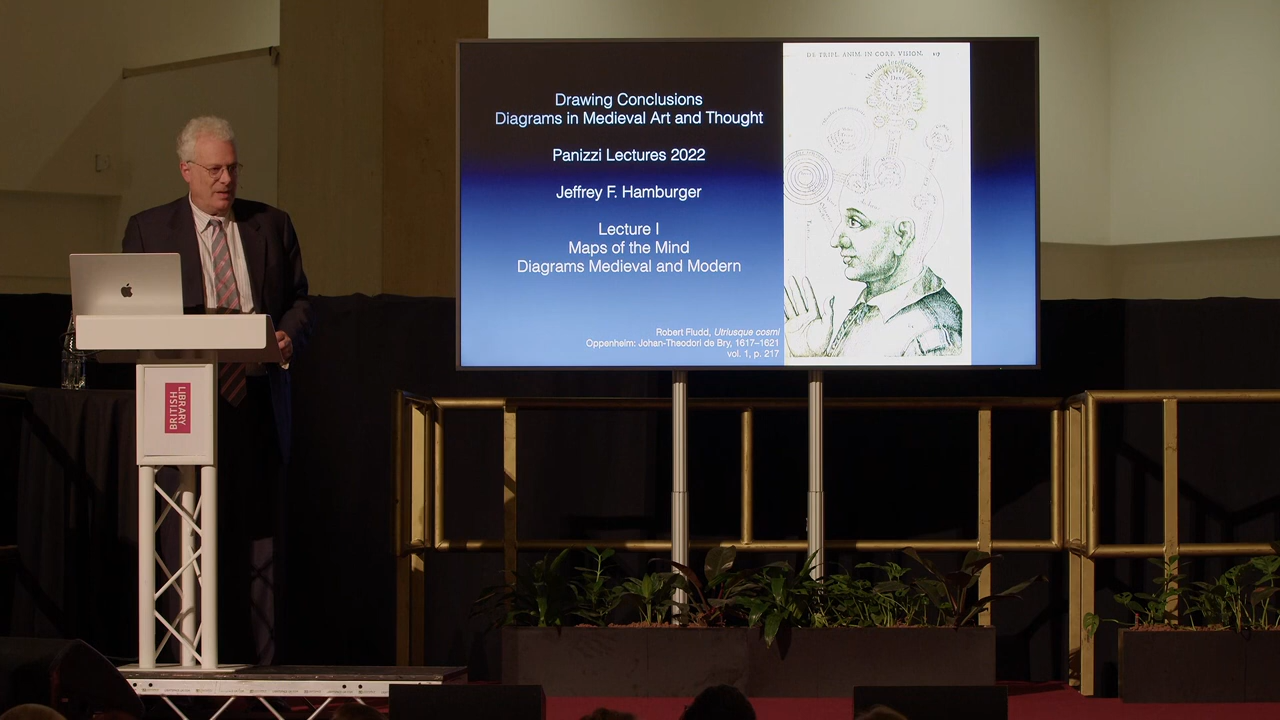 Drawing Conclusions
Diagrams in Medieval Art and Thought
Panizzi Lectures 2022
Jeffrey F. Hamburger
Lecture I
Maps of the Mind
Diagrams Medieval and Modern
Robert Fludd, Utriusque cosmi
Oppenheim: Johan-Theodori de Bry, 1617–1621
vol. 1, p. 217
DE TRIPL. ANIM. IN CORP. VISION.
BRITISH
LIBRARY